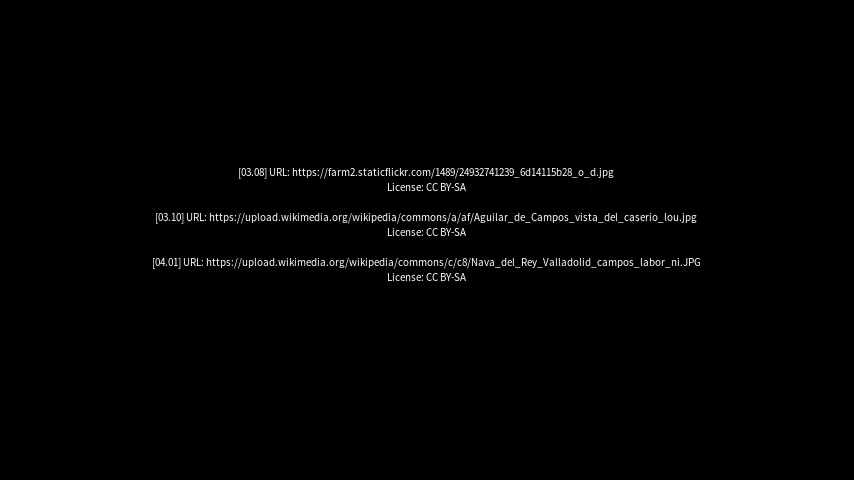 [03.08] URL: https://farm2.staticflickr.com/1489/24932741239_6d14115b28_o_d.jpg
License: CC BY-SA
[03.10] URL: https://upload.wikimedia.org/wikipedia/commons/a/af/Aguilar_de_Campos_vista_del_caserio_lou.jpg
License: CC BY-SA
[04.01] URL: https://upload.wikimedia.org/wikipedia/commons/c/c8/Nava_del_Rey_Valladolid_campos_labor_ni.JPG
License: CC BY-SA